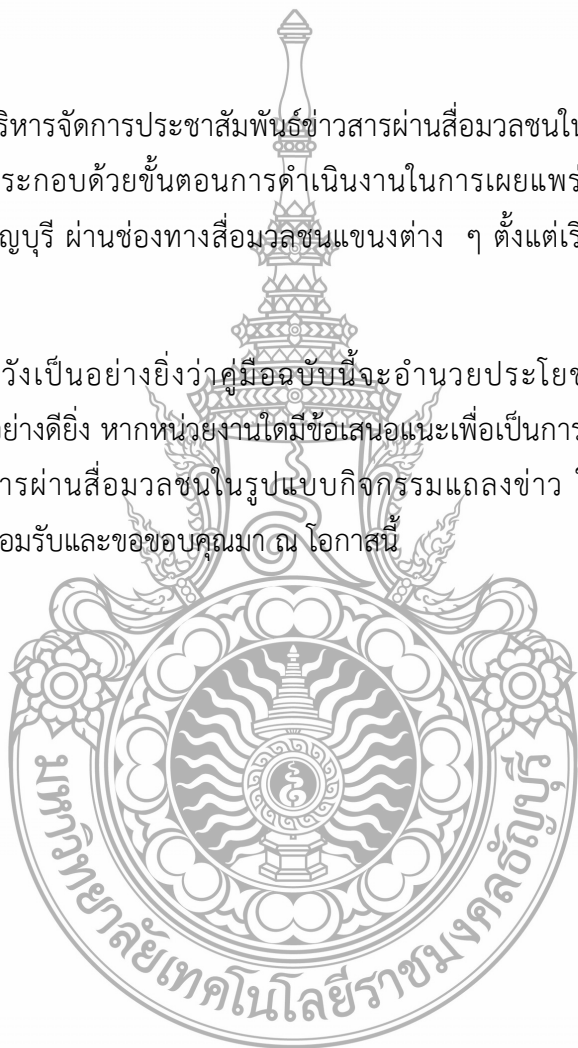 ริหารจัดการประชาสัมพันธ์ข่าวสารผ่านสื่อมวลชนใน
ระกอบด้วยขั้นตอนการดำเนินงานในการเผยแพร่
ญบุรี ผ่านช่องทางสื่อมวลชนแขนงต่าง ๆ ตั้งแต่เริ
วังเป็นอย่างยิ่งว่าคู่มือฉบับนี้จะอำนวยประโยช
อย่างดียิ่ง หากหน่วยงานใดมีข้อเสนอแนะเพื่อเป็นการ
ารผ่านสื่อมวลชนในรูปแบบกิจกรรมแถลงข่าว
อมรับและขอขอบคุณมา ณ โอกาสนี้
มหาวิทยาลัยเทคโนโลยีราชมงคลธัญบุรี